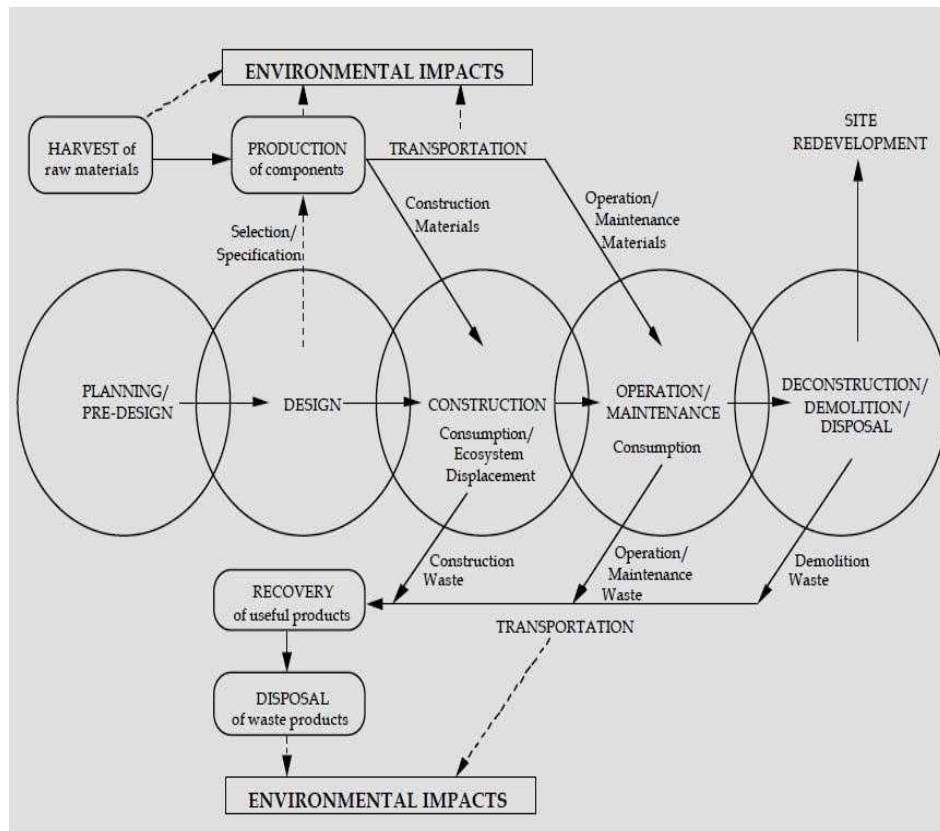 ENVIRONMENTAL IMPACTS
HARVEST of
raw materials
PRODUCTION
of components
TRANSPORTATION
SITE
REDEVELOPMENT
Selection/
Specification
Construction
Materials
Operation/
Maintenance
Materials
PLANNING/
PRE-DESIGN
DESIGN
CONSTRUCTION
Consumption/
Ecosystem
Displacement
OPERATION/
MAINTENANCE
Consumption
DECONSTRUCTION/
DEMOLITION/
DISPOSAL
Construction
Waste
Operation/
Maintenance
Waste
Demolition
Waste
RECOVERY
of useful products
TRANSPORTATION
DISPOSAL
of waste products
ENVIRONMENTAL IMPACTS